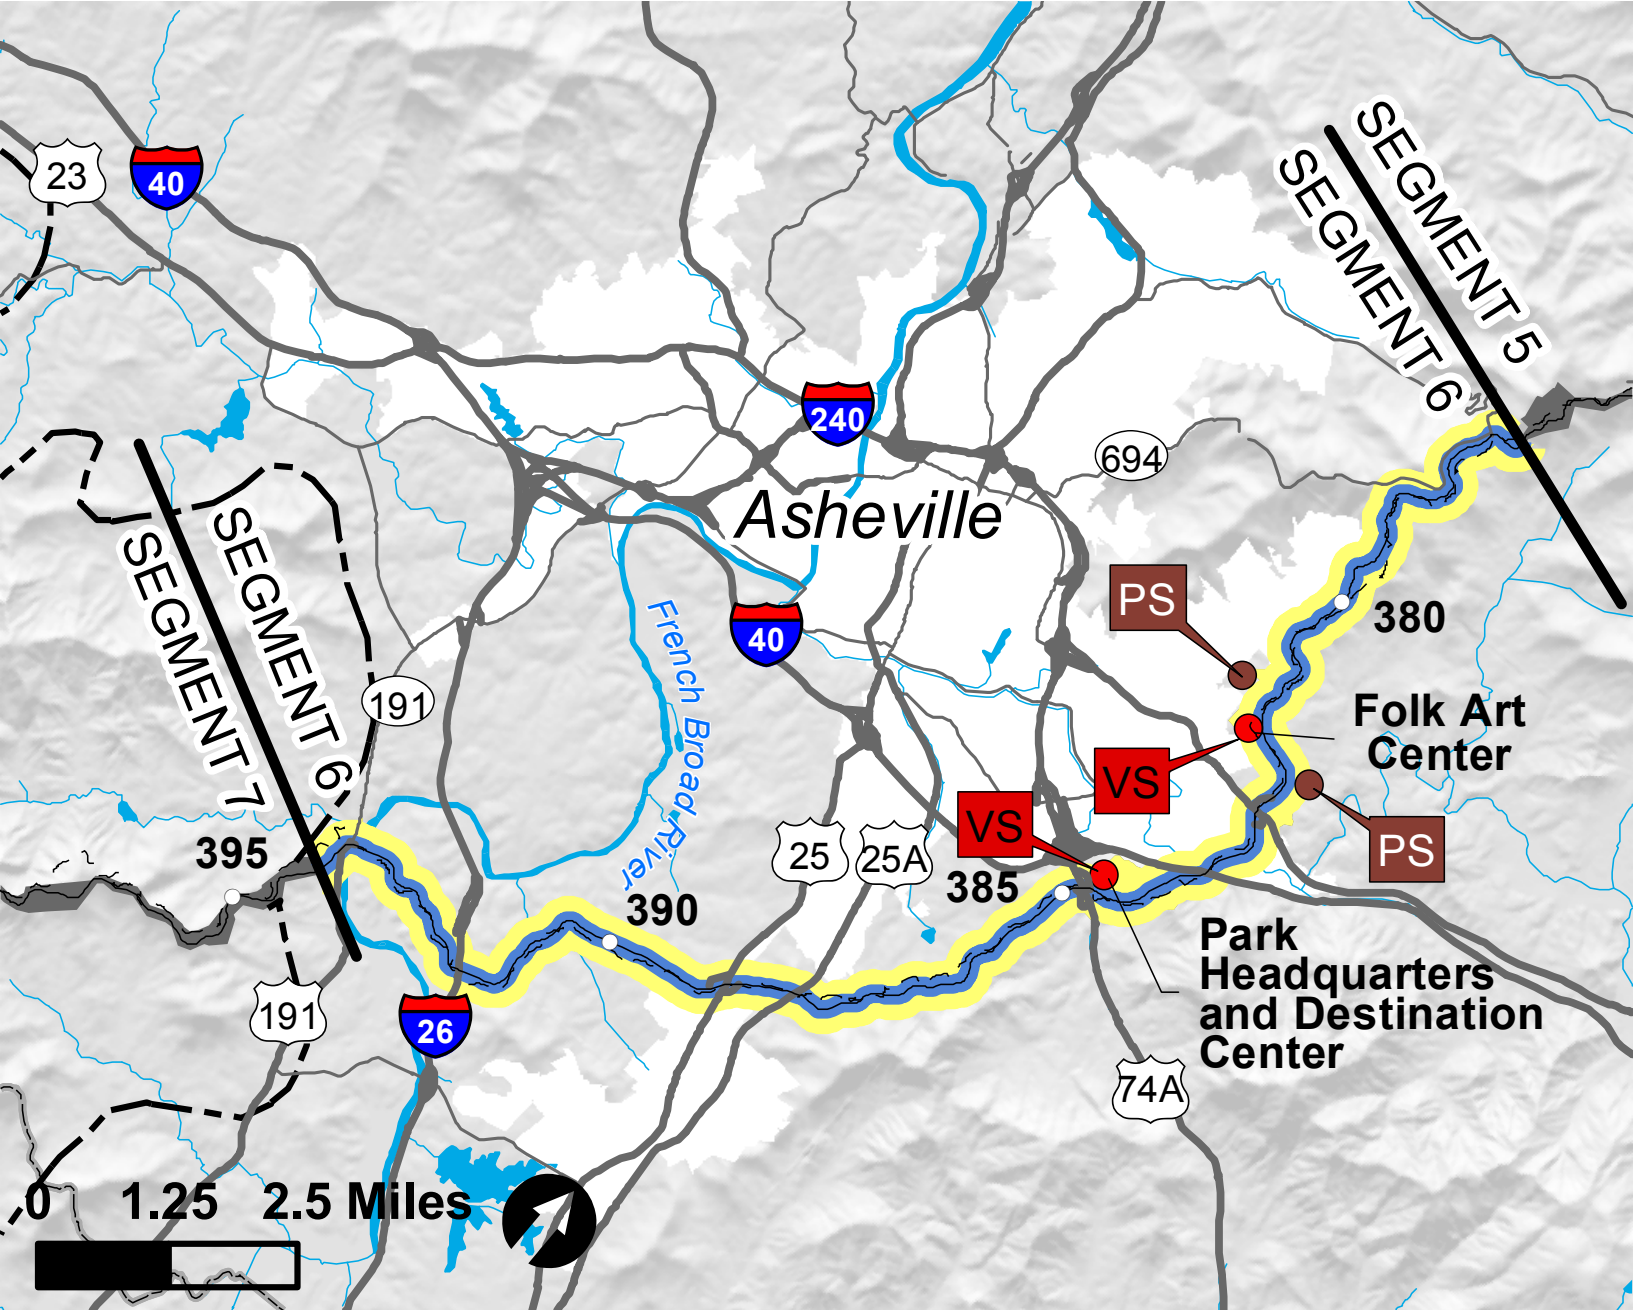 SEGMENT 5
SEGMENT 6
23
40
240
694
Asheville
SEGMENT 6
SEGMENT 7
PS
380
40
French Broad River
191
Folk Art
Center
VS
VS
PS
25
25A
395
385
390
Park
Headquarters
and Destination
Center
191
26
74A
0 1.25 2.5 Miles